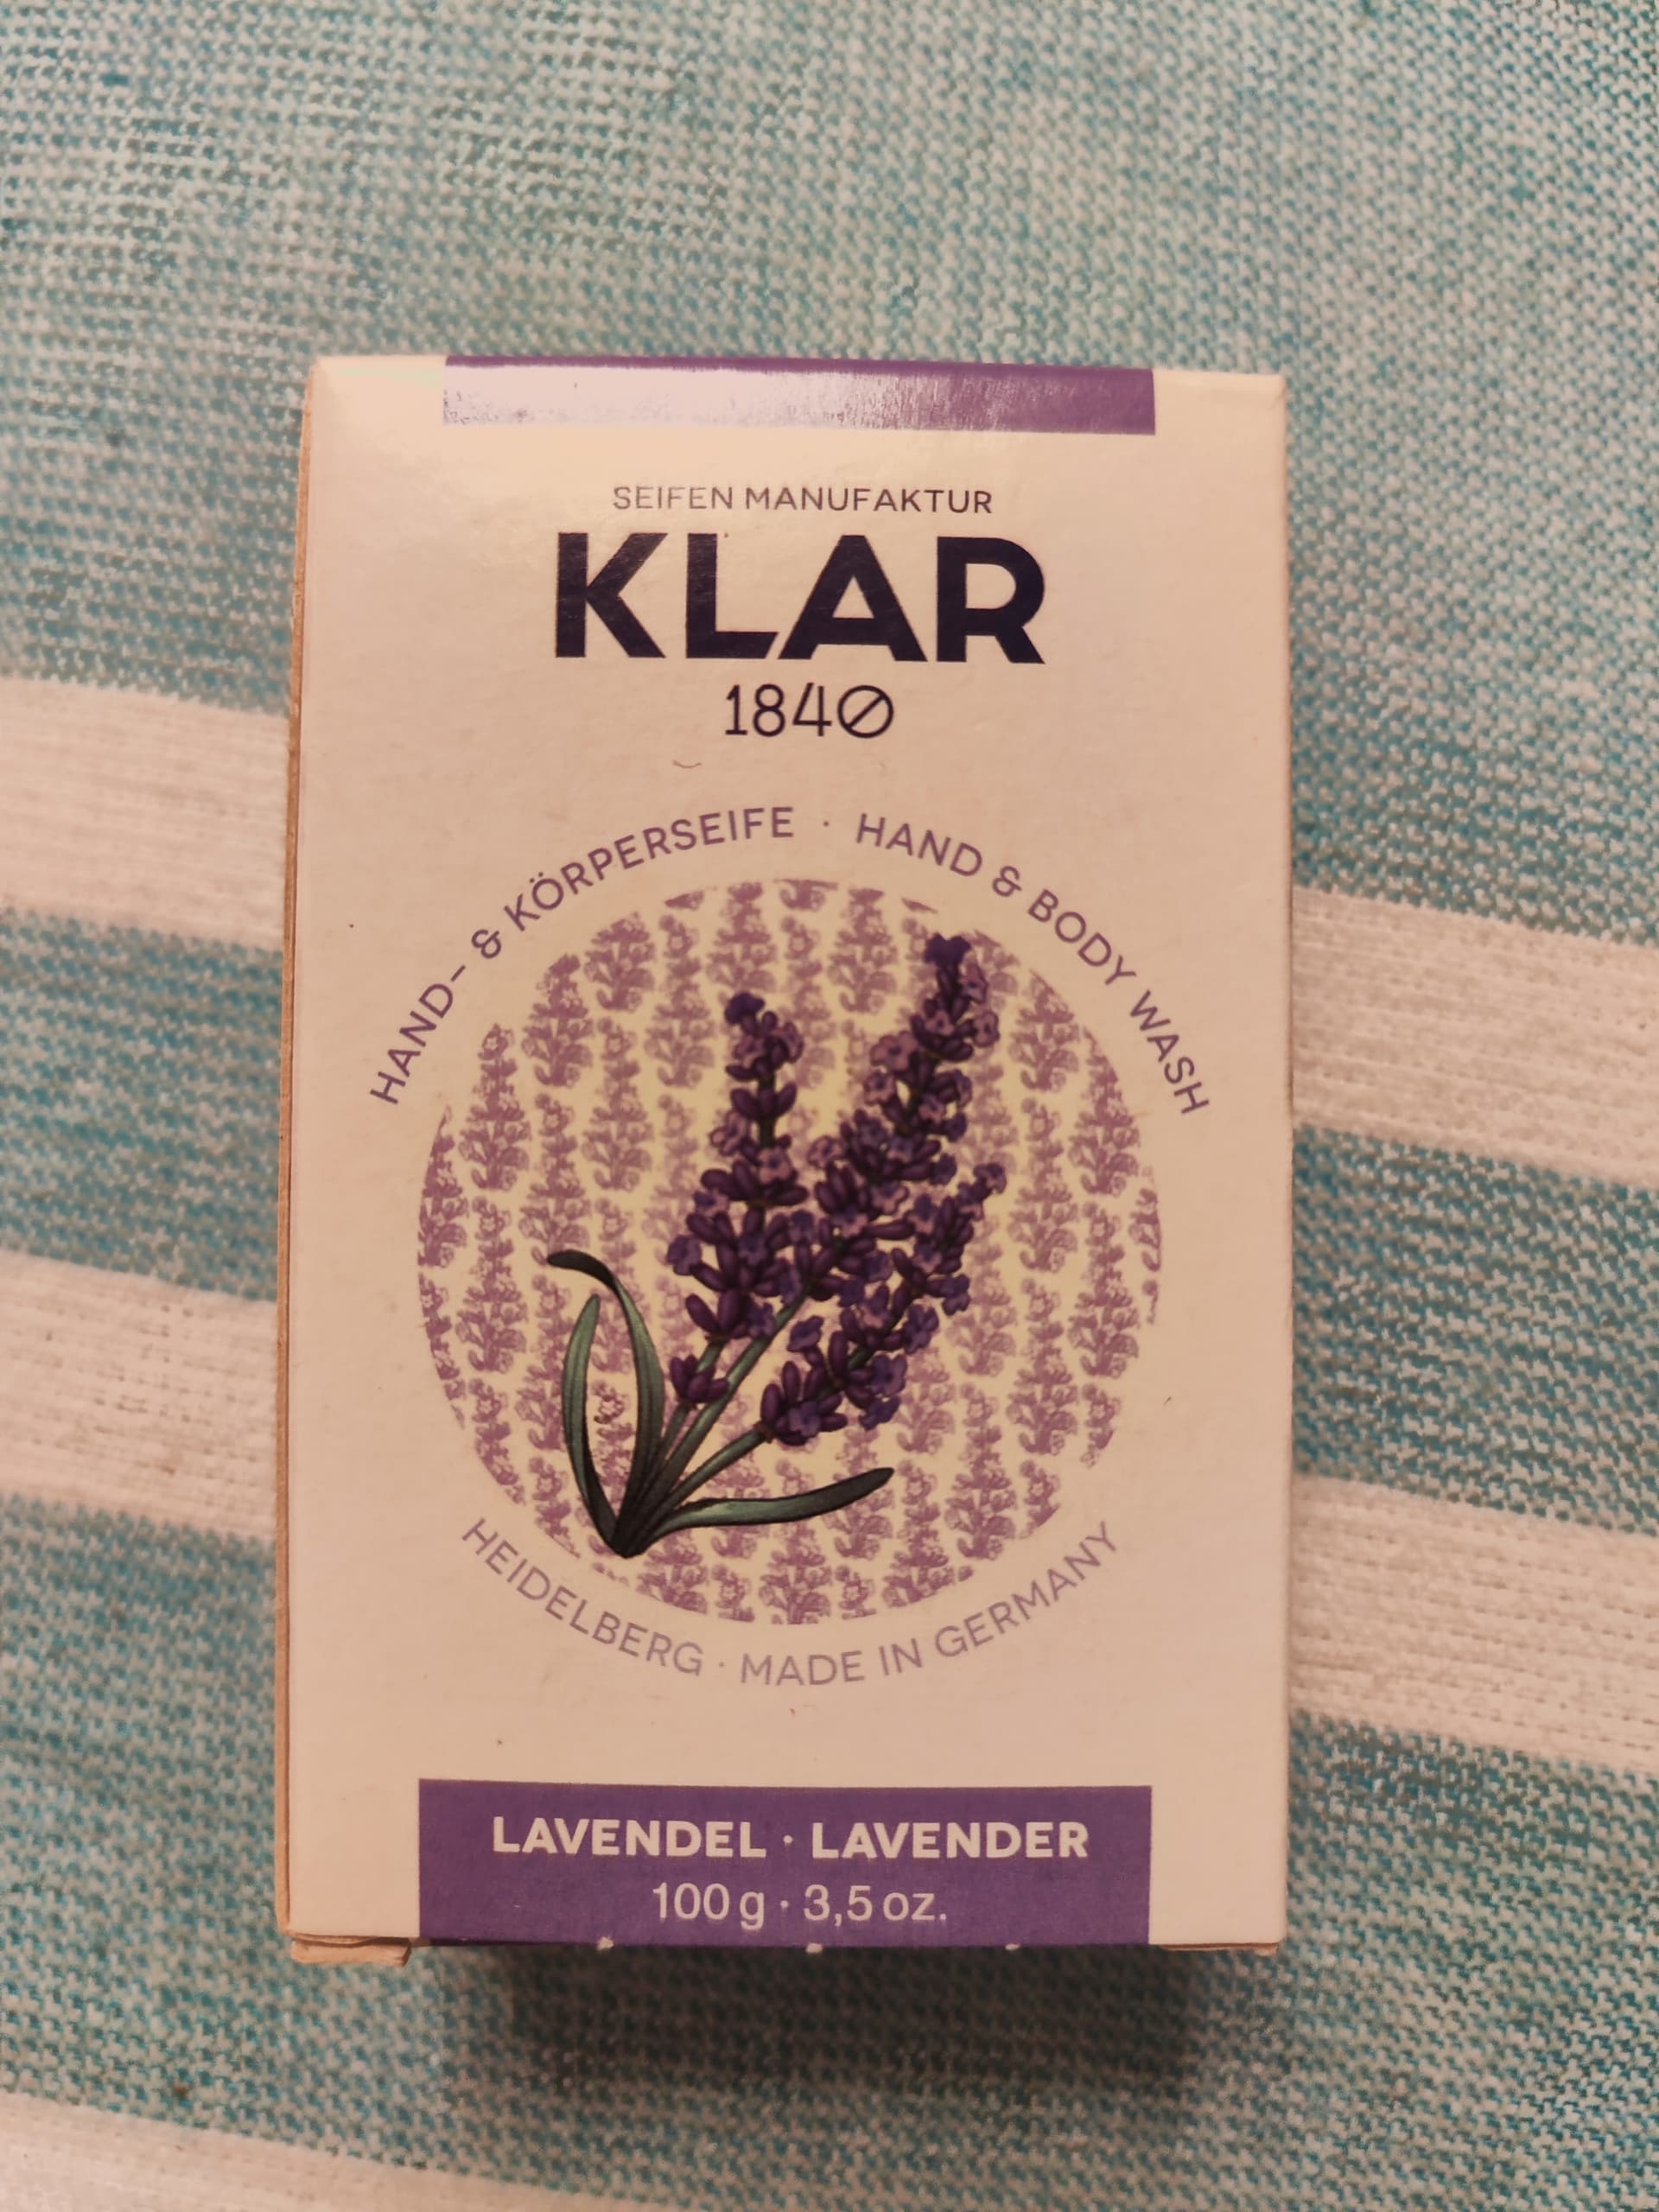 SEIFEN MANUFAKTUR
KLAR
1840
HAND- & KÖRPERSEIFE · HAND & BODY WASH
HEIDELBERG · MADE IN GERMANY
LAVENDEL · LAVENDER
100 g · 3,5 oz.